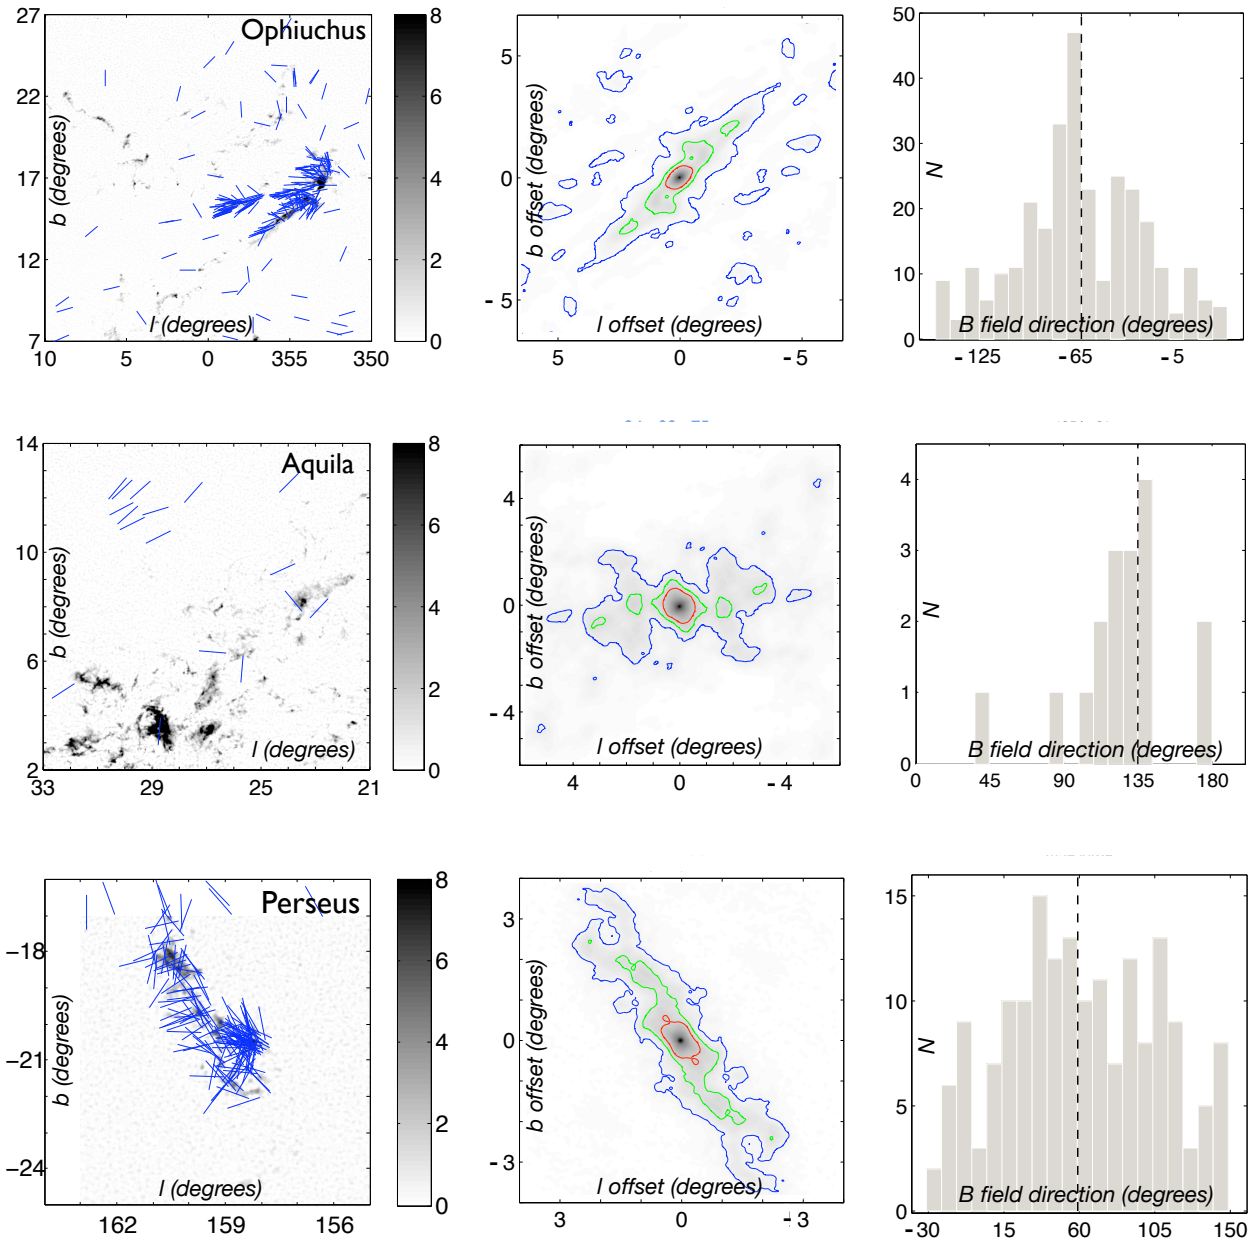 Ophiuchus
27
22
17
12
7
b (degrees)
l (degrees)
10 5 0 355 350
8
6
4
2
0
5
0
-5
b offset (degrees)
l offset (degrees)
5 0 -5
50
40
30
20
10
0
N
B field direction (degrees)
-125 -65 -5
Aquila
14
10
6
2
b (degrees)
l (degrees)
33 29 25 21
8
6
4
2
0
4
0
-4
b offset (degrees)
l offset (degrees)
4 0 -4
4
3
2
1
0
N
B field direction (degrees)
0 45 90 135 180
Perseus
-18
-21
-24
b (degrees)
l (degrees)
162 159 156
8
6
4
2
0
3
0
-3
b offset (degrees)
l offset (degrees)
3 0 -3
15
10
5
0
N
B field direction (degrees)
-30 15 60 105 150